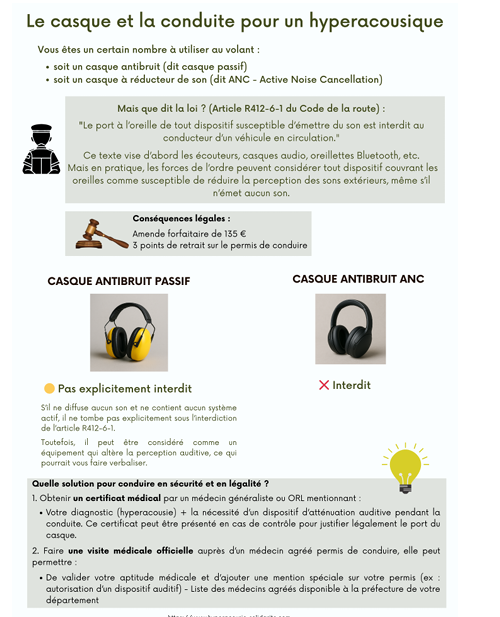 Le casque et la conduite pour un hyperacousique
Vous êtes un certain nombre à utiliser au volant :
• soit un casque antibruit (dit casque passif)
• soit un casque à réducteur de son (dit ANC - Active Noise Cancellation)
Mais que dit la loi ? (Article R412-6-1 du Code de la route) :
"Le port à l'oreille de tout dispositif susceptible d'émettre du son est interdit au
conducteur d'un véhicule en circulation."
Ce texte vise d'abord les écouteurs, casques audio, oreillettes Bluetooth, etc.
Mais en pratique, les forces de l'ordre peuvent considérer tout dispositif couvrant les
oreilles comme susceptible de réduire la perception des sons extérieurs, même s'il
n'émet aucun son.
Conséquences légales :
Amende forfaitaire de 135 €
3 points de retrait sur le permis de conduire
CASQUE ANTIBRUIT PASSIF
CASQUE ANTIBRUIT ANC
Pas explicitement interdit
Interdit
S'il ne diffuse aucun son et ne contient aucun système
actif, il ne tombe pas explicitement sous l'interdiction
de l'article R412-6-1.
Toutefois, il peut être considéré comme un
équipement qui altère la perception auditive, ce qui
pourrait vous faire verbaliser.
Quelle solution pour conduire en sécurité et en légalité ?
1. Obtenir un certificat médical par un médecin généraliste ou ORL mentionnant :
• Votre diagnostic (hyperacousie) + la nécessité d'un dispositif d'atténuation auditive pendant la
conduite. Ce certificat peut être présenté en cas de contrôle pour justifier légalement le port du
casque.
2. Faire une visite médicale officielle auprès d'un médecin agréé permis de conduire, elle peut
permettre :
• De valider votre aptitude médicale et d'ajouter une mention spéciale sur votre permis (ex :
autorisation d'un dispositif auditif) - Liste des médecins agréés disponible à la préfecture de votre
département